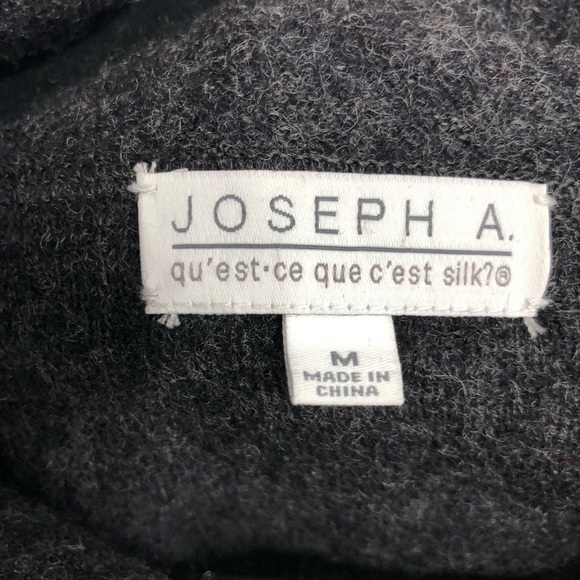 JOSEPH A.
qu'est·ce que c'est silk?®
M
MADE IN
CHINA